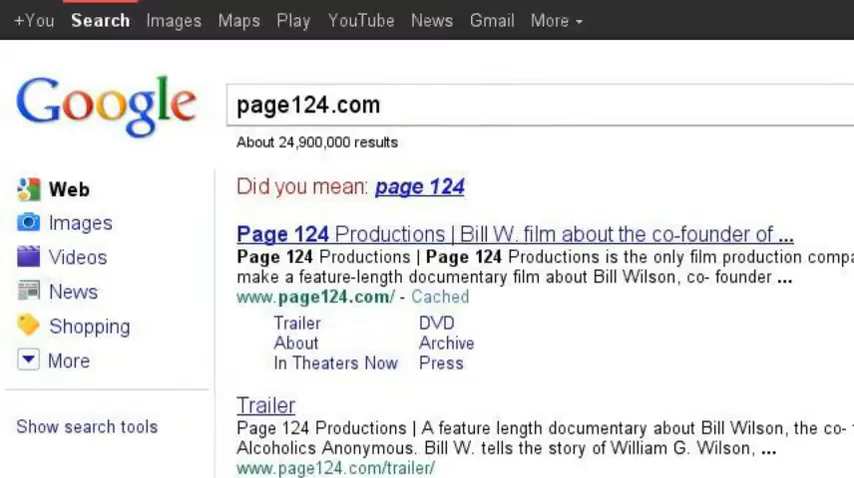 +You Search Images Maps Play YouTube News Gmail More
Google
page124.com
About 24,900,000 results
Web
Images
Videos
News
Shopping
More
Show search tools
Did you mean: page 124
Page 124 Productions | Bill W. film about the co-founder of ...
Page 124 Productions | Page 124 Productions is the only film production
make a feature-length documentary film about Bill Wilson, co- founder ...
www.page124.com/ - Cached
Trailer DVD
About Archive
In Theaters Now Press
Trailer
Page 124 Productions | A feature length documentary about Bill Wilson, the co-
Alcoholics Anonymous. Bill W. tells the story of William G. Wilson, ...
www.page124.com/trailer/